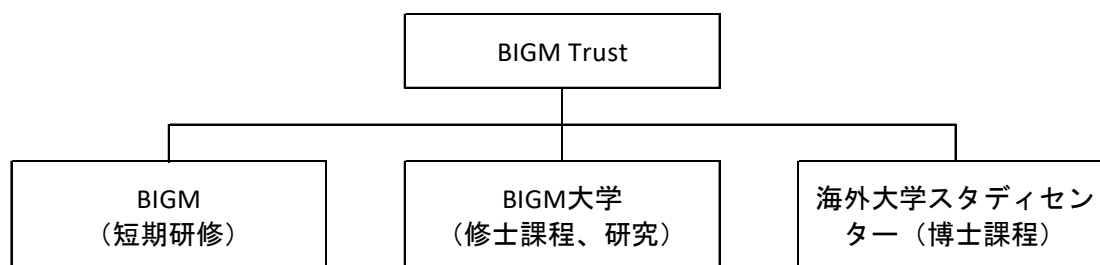 BIGM Trust
BIGM
（短期研修）
BIGM大学
（修士課程、研究）
海外大学スタディセン
ター（博士課程）